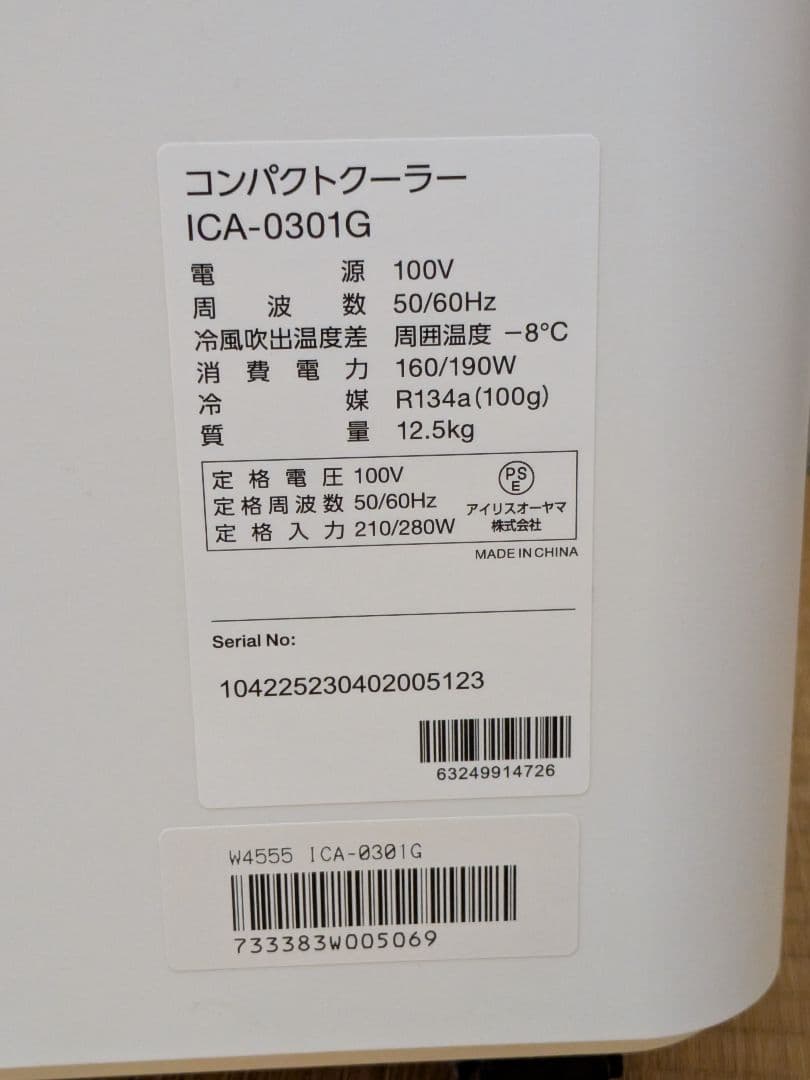 コンパクトクーラー
ICA-0301G
電源 100V
周波数 50/60Hz
冷風吹出温度差 周囲温度 −8℃
消費電力 160/190W
冷媒 R134a(100g)
質量 12.5kg
定格電圧 100V
定格周波数 50/60Hz
定格入力 210/280W
PS
E
アイリスオーヤマ
株式会社
MADE IN CHINA
Serial No:
104225230402005123
63249914726
W4555 ICA-0301G
733383W005069